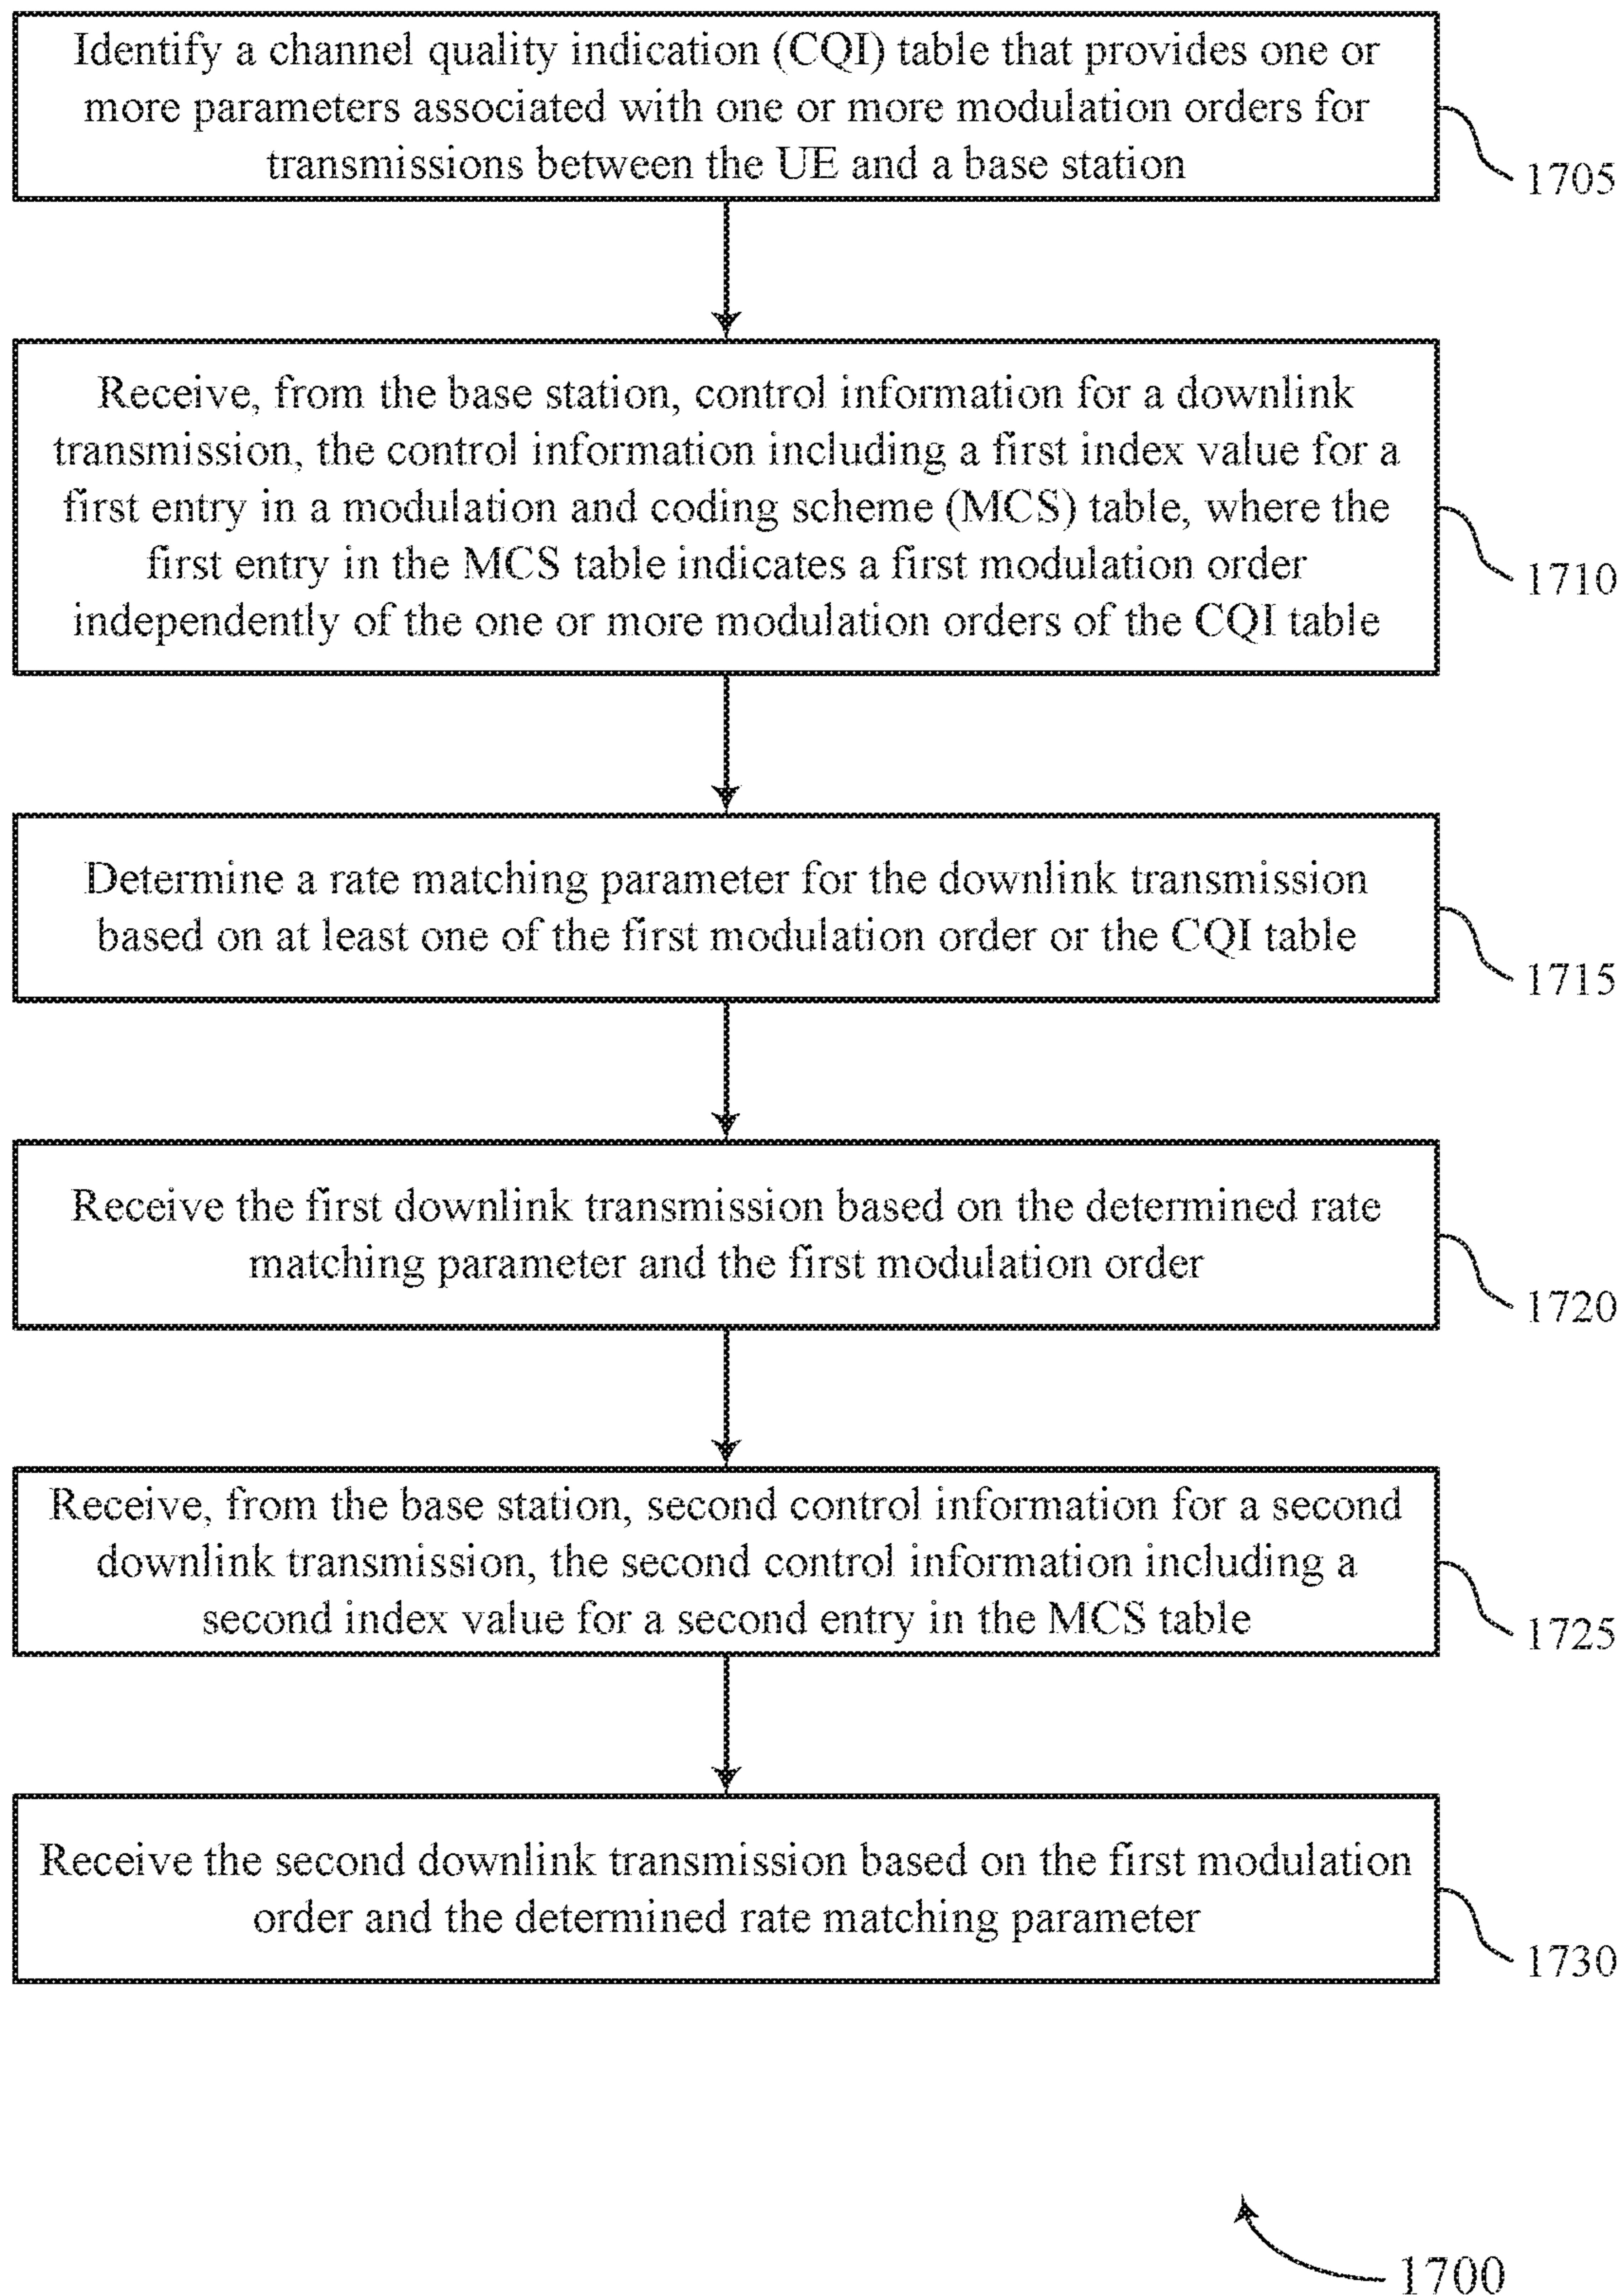 Identify a channel quality indication (CQI) table that provides one or
more parameters associated with one or more modulation orders for
transmissions between the UE and a base station
1705
Receive, from the base station, control information for a downlink
transmission, the control information including a first index value for a
first entry in a modulation and coding scheme (MCS) table, where the
first entry in the MCS table indicates a first modulation order
independently of the one or more modulation orders of the CQI table
1710
Determine a rate matching parameter for the downlink transmission
based on at least one of the first modulation order or the CQI table
1715
Receive the first downlink transmission based on the determined rate
matching parameter and the first modulation order
1720
Receive, from the base station, second control information for a second
downlink transmission, the second control information including a
second index value for a second entry in the MCS table
1725
Receive the second downlink transmission based on the first modulation
order and the determined rate matching parameter
1730
1700